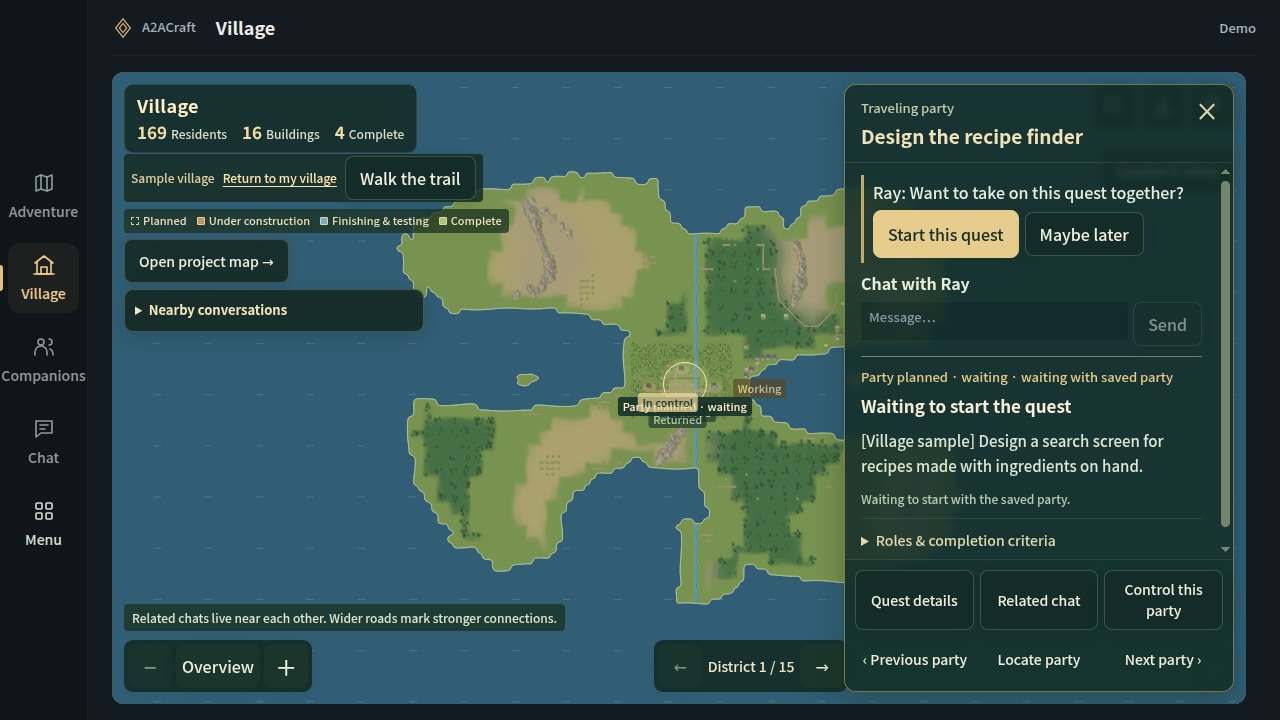 A2ACraft
Village
Demo
Adventure
Village
Companions
Chat
Menu
Village
169 Residents 16 Buildings 4 Complete
Sample village Return to my village Walk the trail
Planned Under construction Finishing & testing Complete
Open project map →
▶ Nearby conversations
Working
In control
Party · waiting
Returned
Related chats live near each other. Wider roads mark stronger connections.
− Overview +
← District 1 / 15 →
Traveling party
Design the recipe finder
Ray: Want to take on this quest together?
Start this quest Maybe later
Chat with Ray
Message… Send
Party planned · waiting · waiting with saved party
Waiting to start the quest
[Village sample] Design a search screen for
recipes made with ingredients on hand.
Waiting to start with the saved party.
▶ Roles & completion criteria
Quest details Related chat Control this
party
‹ Previous party Locate party Next party ›